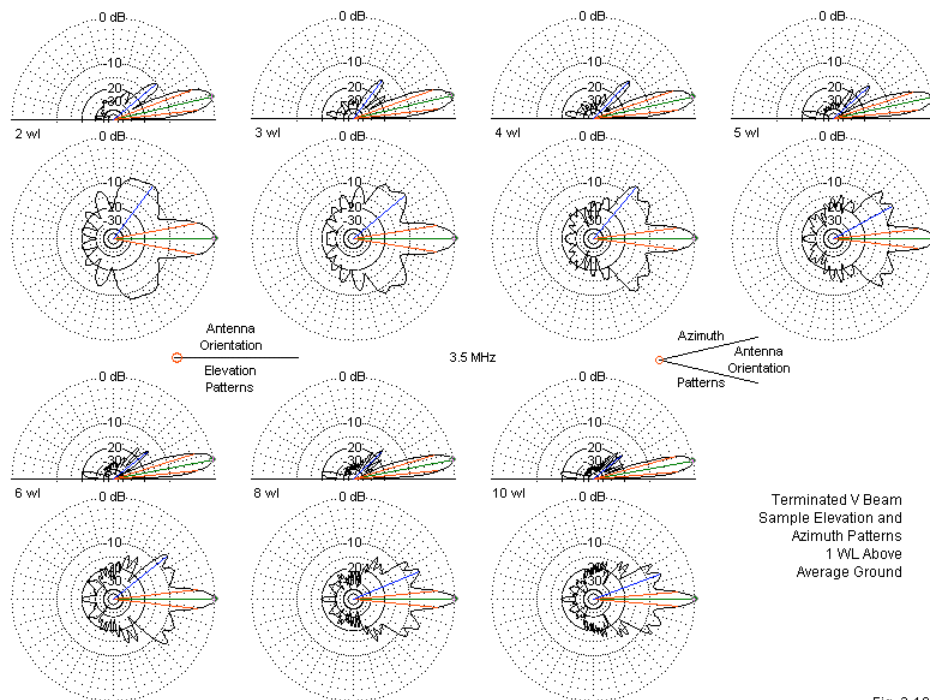 0 dB
-10
20
30
2 wl
0 dB
-10
20
30
3 wl
0 dB
-10
20
30
4 wl
0 dB
-10
20
30
5 wl
0 dB
-10
20
30
0 dB
-10
20
30
0 dB
-10
20
30
0 dB
-10
20
30
Antenna
Orientation
Elevation
Patterns
3.5 MHz
Azimuth
Antenna
Orientation
Patterns
0 dB
-10
20
30
6 wl
0 dB
-10
20
30
8 wl
0 dB
-10
20
30
10 wl
0 dB
-10
20
30
0 dB
-10
20
30
0 dB
-10
20
30
Terminated V Beam
Sample Elevation and
Azimuth Patterns
1 WL Above
Average Ground